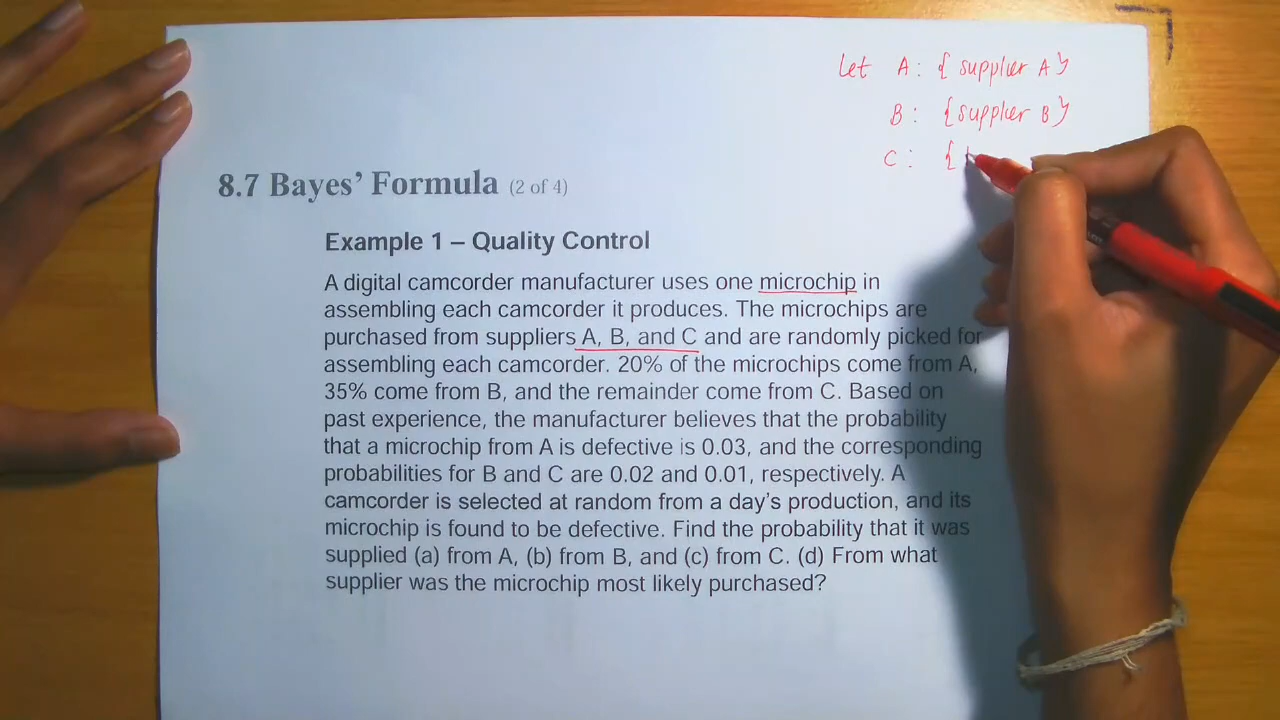 Let A: { supplier A}
B: {supplier B}
C: {
8.7 Bayes' Formula (2 of 4)
Example 1 – Quality Control
A digital camcorder manufacturer uses one microchip in
assembling each camcorder it produces. The microchips are
purchased from suppliers A, B, and C and are randomly picked for
assembling each camcorder. 20% of the microchips come from A,
35% come from B, and the remainder come from C. Based on
past experience, the manufacturer believes that the probability
that a microchip from A is defective is 0.03, and the corresponding
probabilities for B and C are 0.02 and 0.01, respectively. A
camcorder is selected at random from a day's production, and its
microchip is found to be defective. Find the probability that it was
supplied (a) from A, (b) from B, and (c) from C. (d) From what
supplier was the microchip most likely purchased?